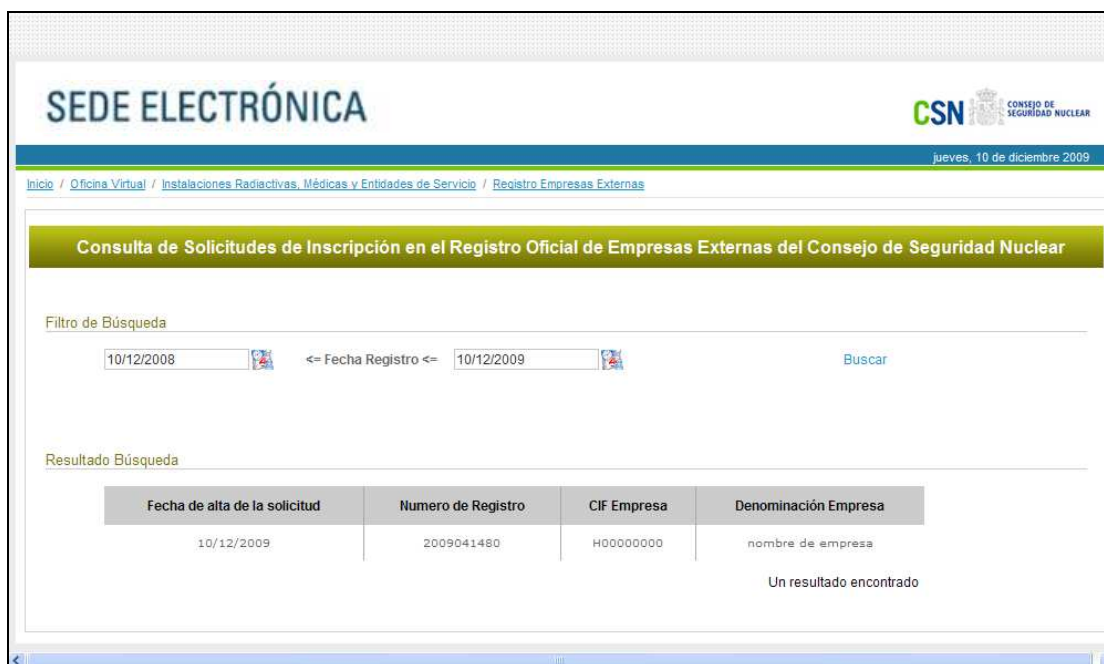 SEDE ELECTRÓNICA
CSN CONSEJO DE
SEGURIDAD NUCLEAR
jueves, 10 de diciembre 2009
Inicio / Oficina Virtual / Instalaciones Radiactivas, Médicas y Entidades de Servicio / Registro Empresas Externas
Consulta de Solicitudes de Inscripción en el Registro Oficial de Empresas Externas del Consejo de Seguridad Nuclear
Filtro de Búsqueda
10/12/2008 <= Fecha Registro <= 10/12/2009 Buscar
Resultado Búsqueda
Fecha de alta de la solicitud Numero de Registro CIF Empresa Denominación Empresa
10/12/2009 2009041480 H00000000 nombre de empresa
Un resultado encontrado